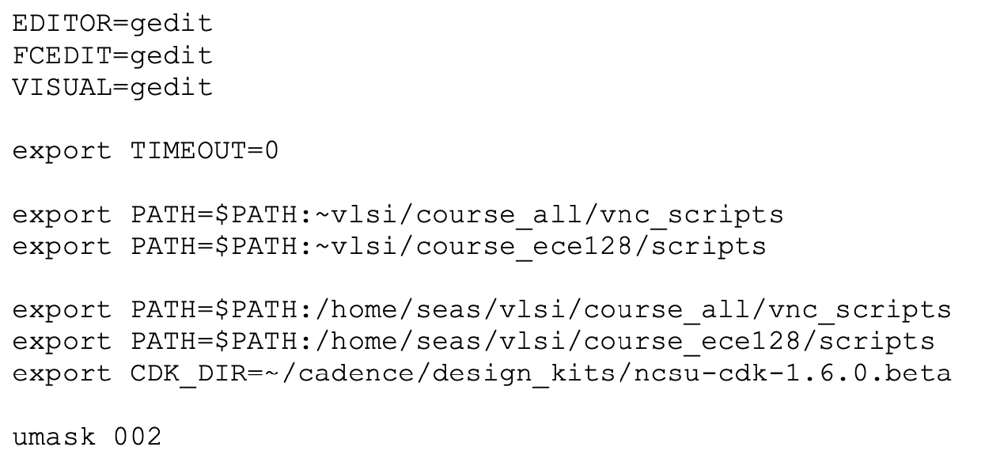 EDITOR=gedit
FCEDIT=gedit
VISUAL=gedit
export TIMEOUT=0
export PATH=$PATH:~vlsi/course_all/vnc_scripts
export PATH=$PATH:~vlsi/course_ece128/scripts
export PATH=$PATH:/home/seas/vlsi/course_all/vnc_scripts
export PATH=$PATH:/home/seas/vlsi/course_ece128/scripts
export CDK_DIR=~/cadence/design_kits/ncsu-cdk-1.6.0.beta
umask 002